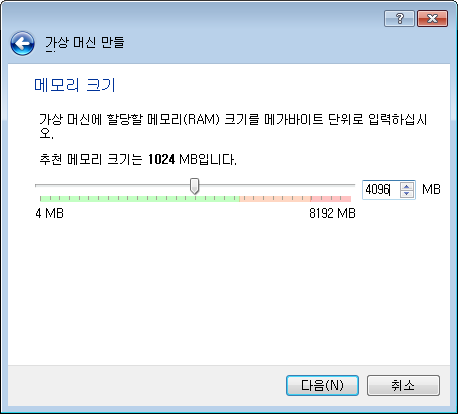 가상 머신 만들
메모리 크기
가상 머신에 할당할 메모리(RAM) 크기를 메가바이트 단위로 입력하십시
오.
추천 메모리 크기는 1024 MB입니다.
4096 MB
4 MB 8192 MB
다음(N) 취소